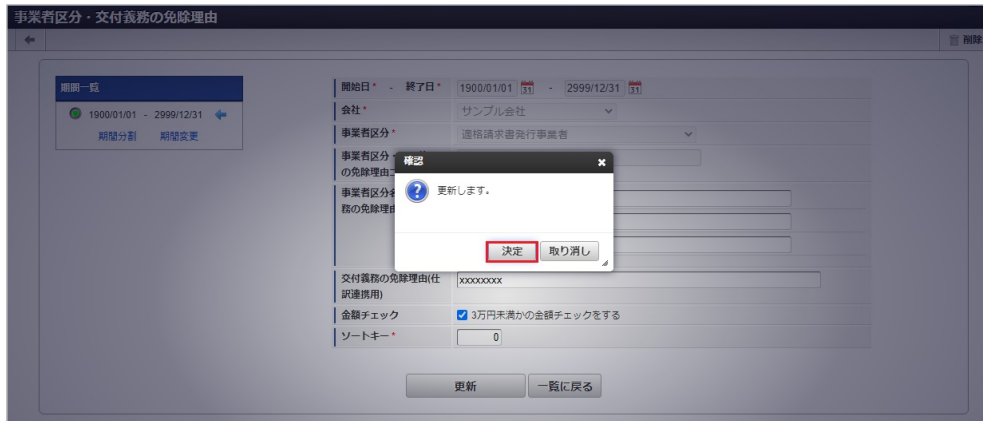 事業者区分・交付義務の免除理由
削除
期間一覧
1900/01/01 - 2999/12/31
期間分割 期間変更
開始日* - 終了日* 1900/01/01 31 - 2999/12/31 31
会社* サンプル会社
事業者区分* 適格請求書発行事業者
事業者区分・
の免除理由
確認
更新します。
決定 取り消し
事業者区分
務の免除理由
交付義務の免除理由(仕
訳連携用) xxxxxxxx
金額チェック 3万円未満かの金額チェックをする
ソートキー* 0
更新 一覧に戻る